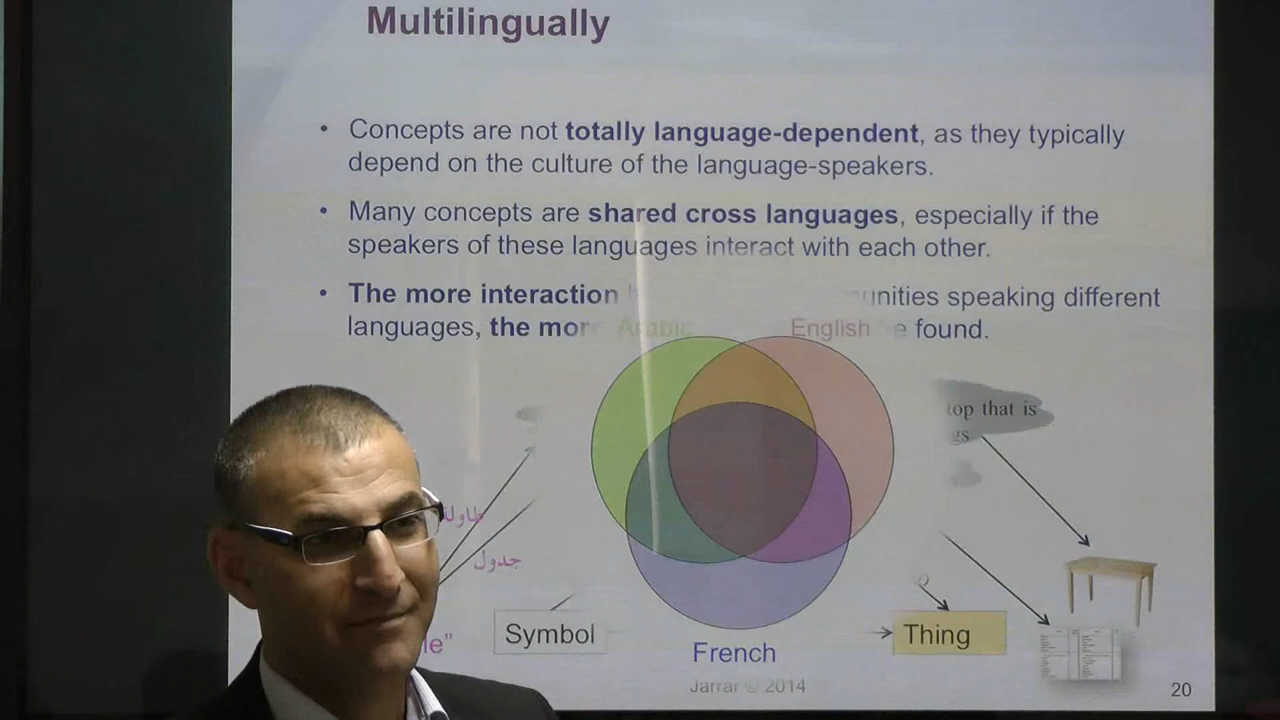 Multilingually
• Concepts are not totally language-dependent, as they typically
depend on the culture of the language-speakers.
• Many concepts are shared cross languages, especially if the
speakers of these languages interact with each other.
• The more interaction unities speaking different
languages, the mor e found.
Arabic
English
top that is
gs
طاولة
جدول
le"
Symbol
Thing
French
Jarrar © 2014
20